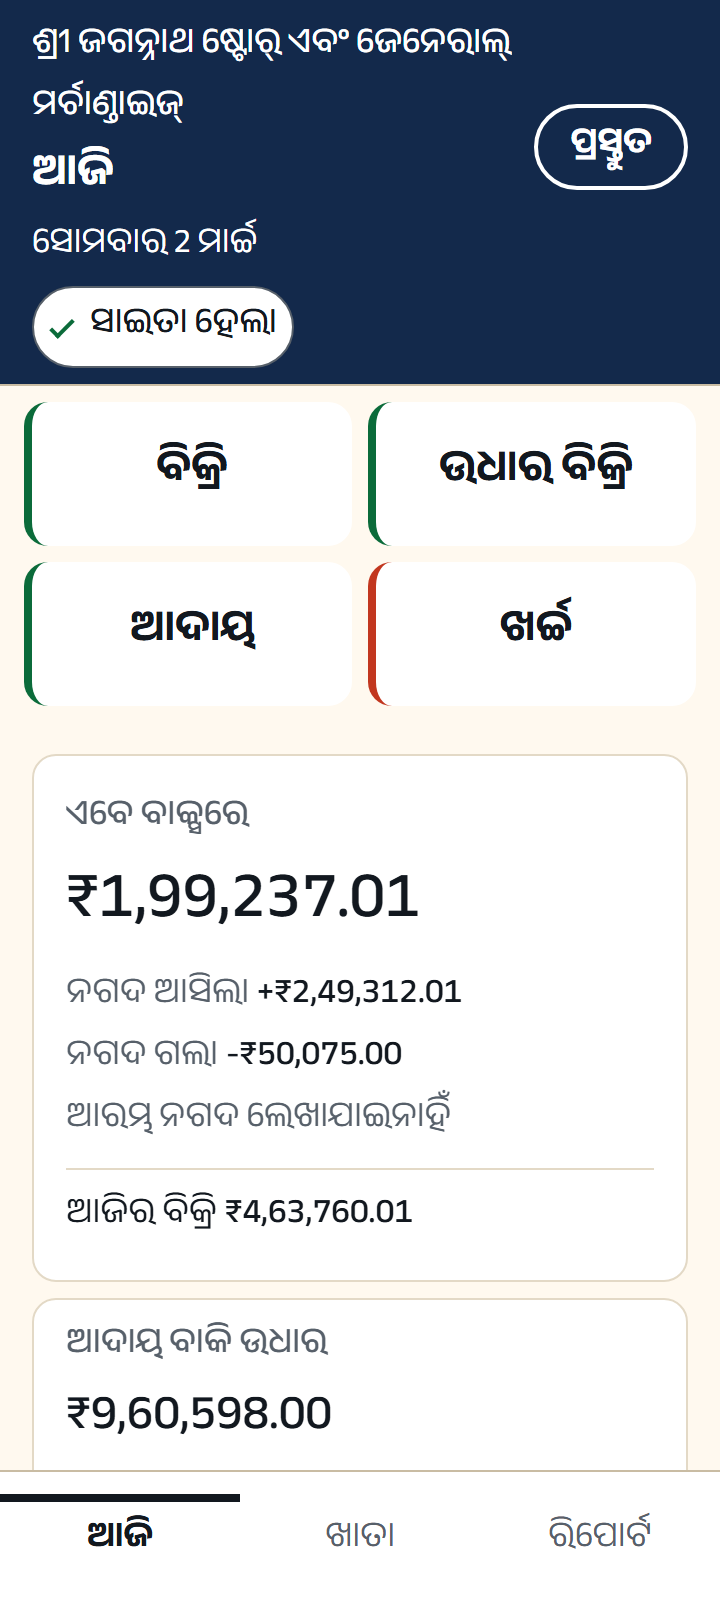 ଶ୍ରୀ ଜଗନ୍ନାଥ ଷ୍ଟୋର୍ ଏବଂ ଜେନେରାଲ୍
ମର୍ଚାଣ୍ଡାଇଜ୍
ଆଜି
ପ୍ରସ୍ତୁତ
ସୋମବାର 2 ମାର୍ଚ୍ଚ
ସାଇତା ହେଲା
ବିକ୍ରି
ଉଧାର ବିକ୍ରି
ଆଦାୟ
ଖର୍ଚ୍ଚ
ଏବେ ବାକ୍ସରେ
₹1,99,237.01
ନଗଦ ଆସିଲା +₹2,49,312.01
ନଗଦ ଗଲା -₹50,075.00
ଆରମ୍ଭ ନଗଦ ଲେଖାଯାଇନାହିଁ
ଆଜିର ବିକ୍ରି ₹4,63,760.01
ଆଦାୟ ବାକି ଉଧାର
₹9,60,598.00
ଆଜି
ଖାତା
ରିପୋର୍ଟ